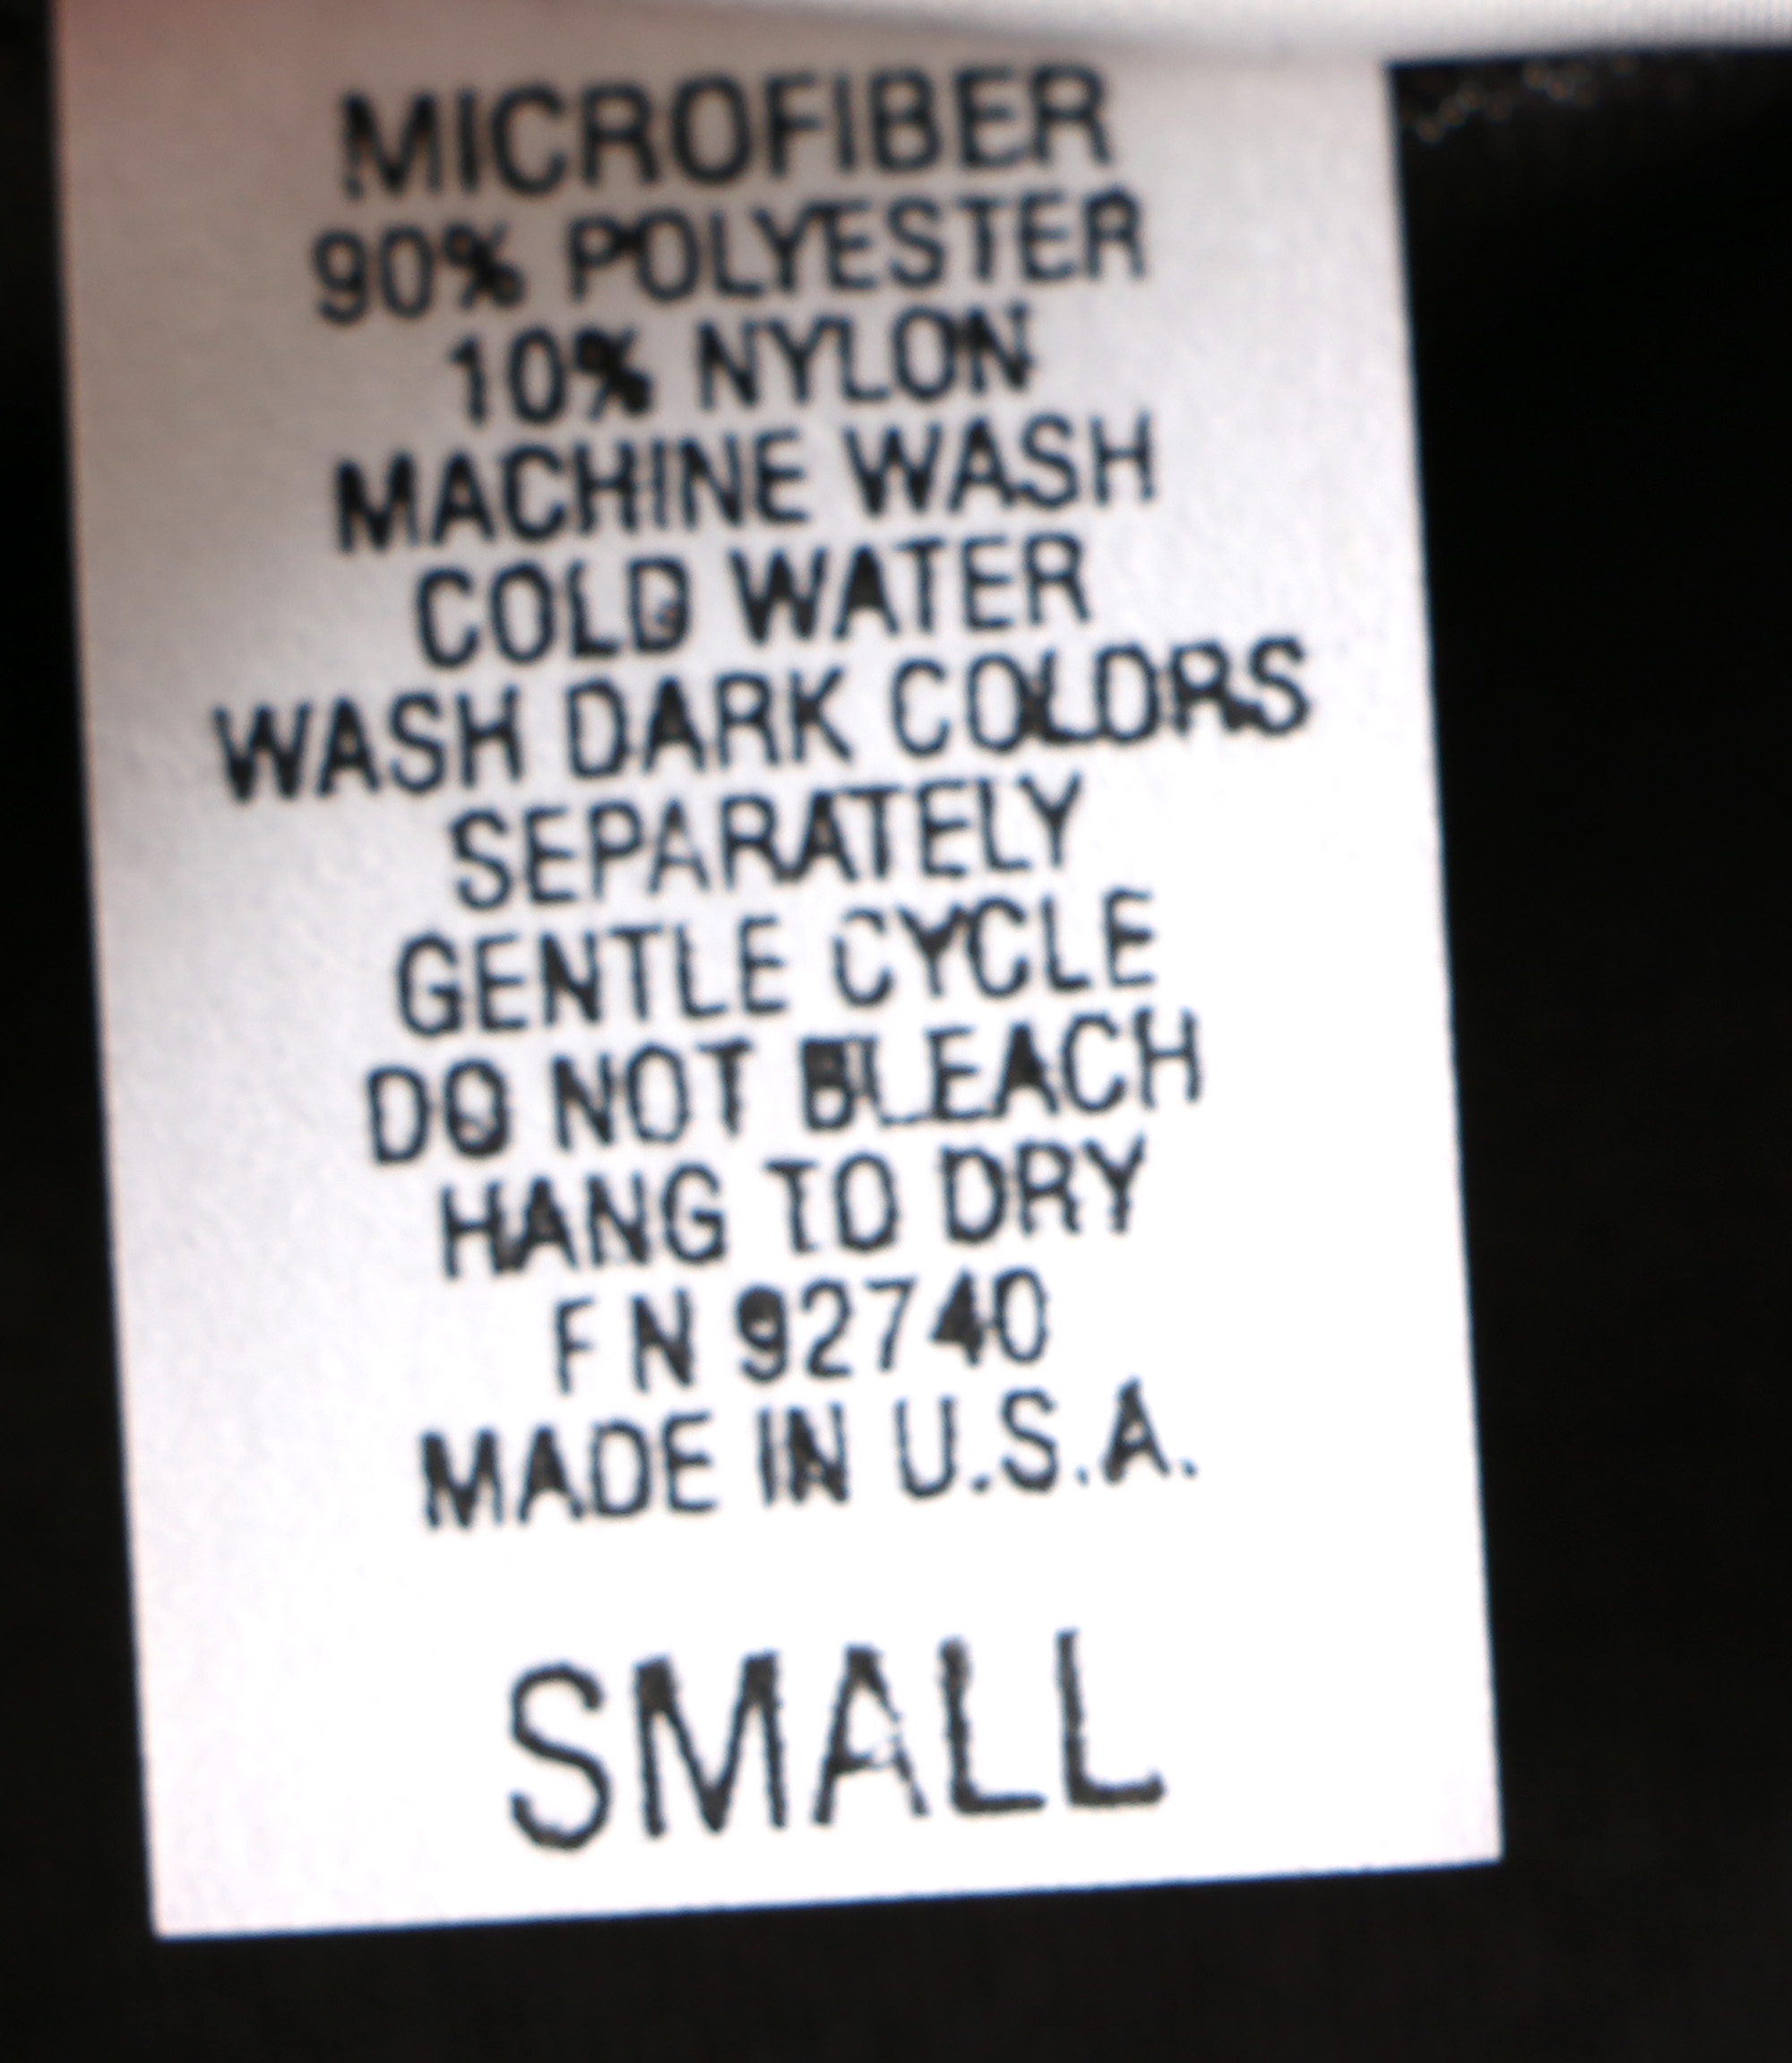 MICROFIBER
90% POLYESTER
10% NYLON
MACHINE WASH
COLD WATER
WASH DARK COLORS
SEPARATELY
GENTLE CYCLE
DO NOT BLEACH
HANG TO DRY
F N 92740
MADE IN U.S.A.
SMALL